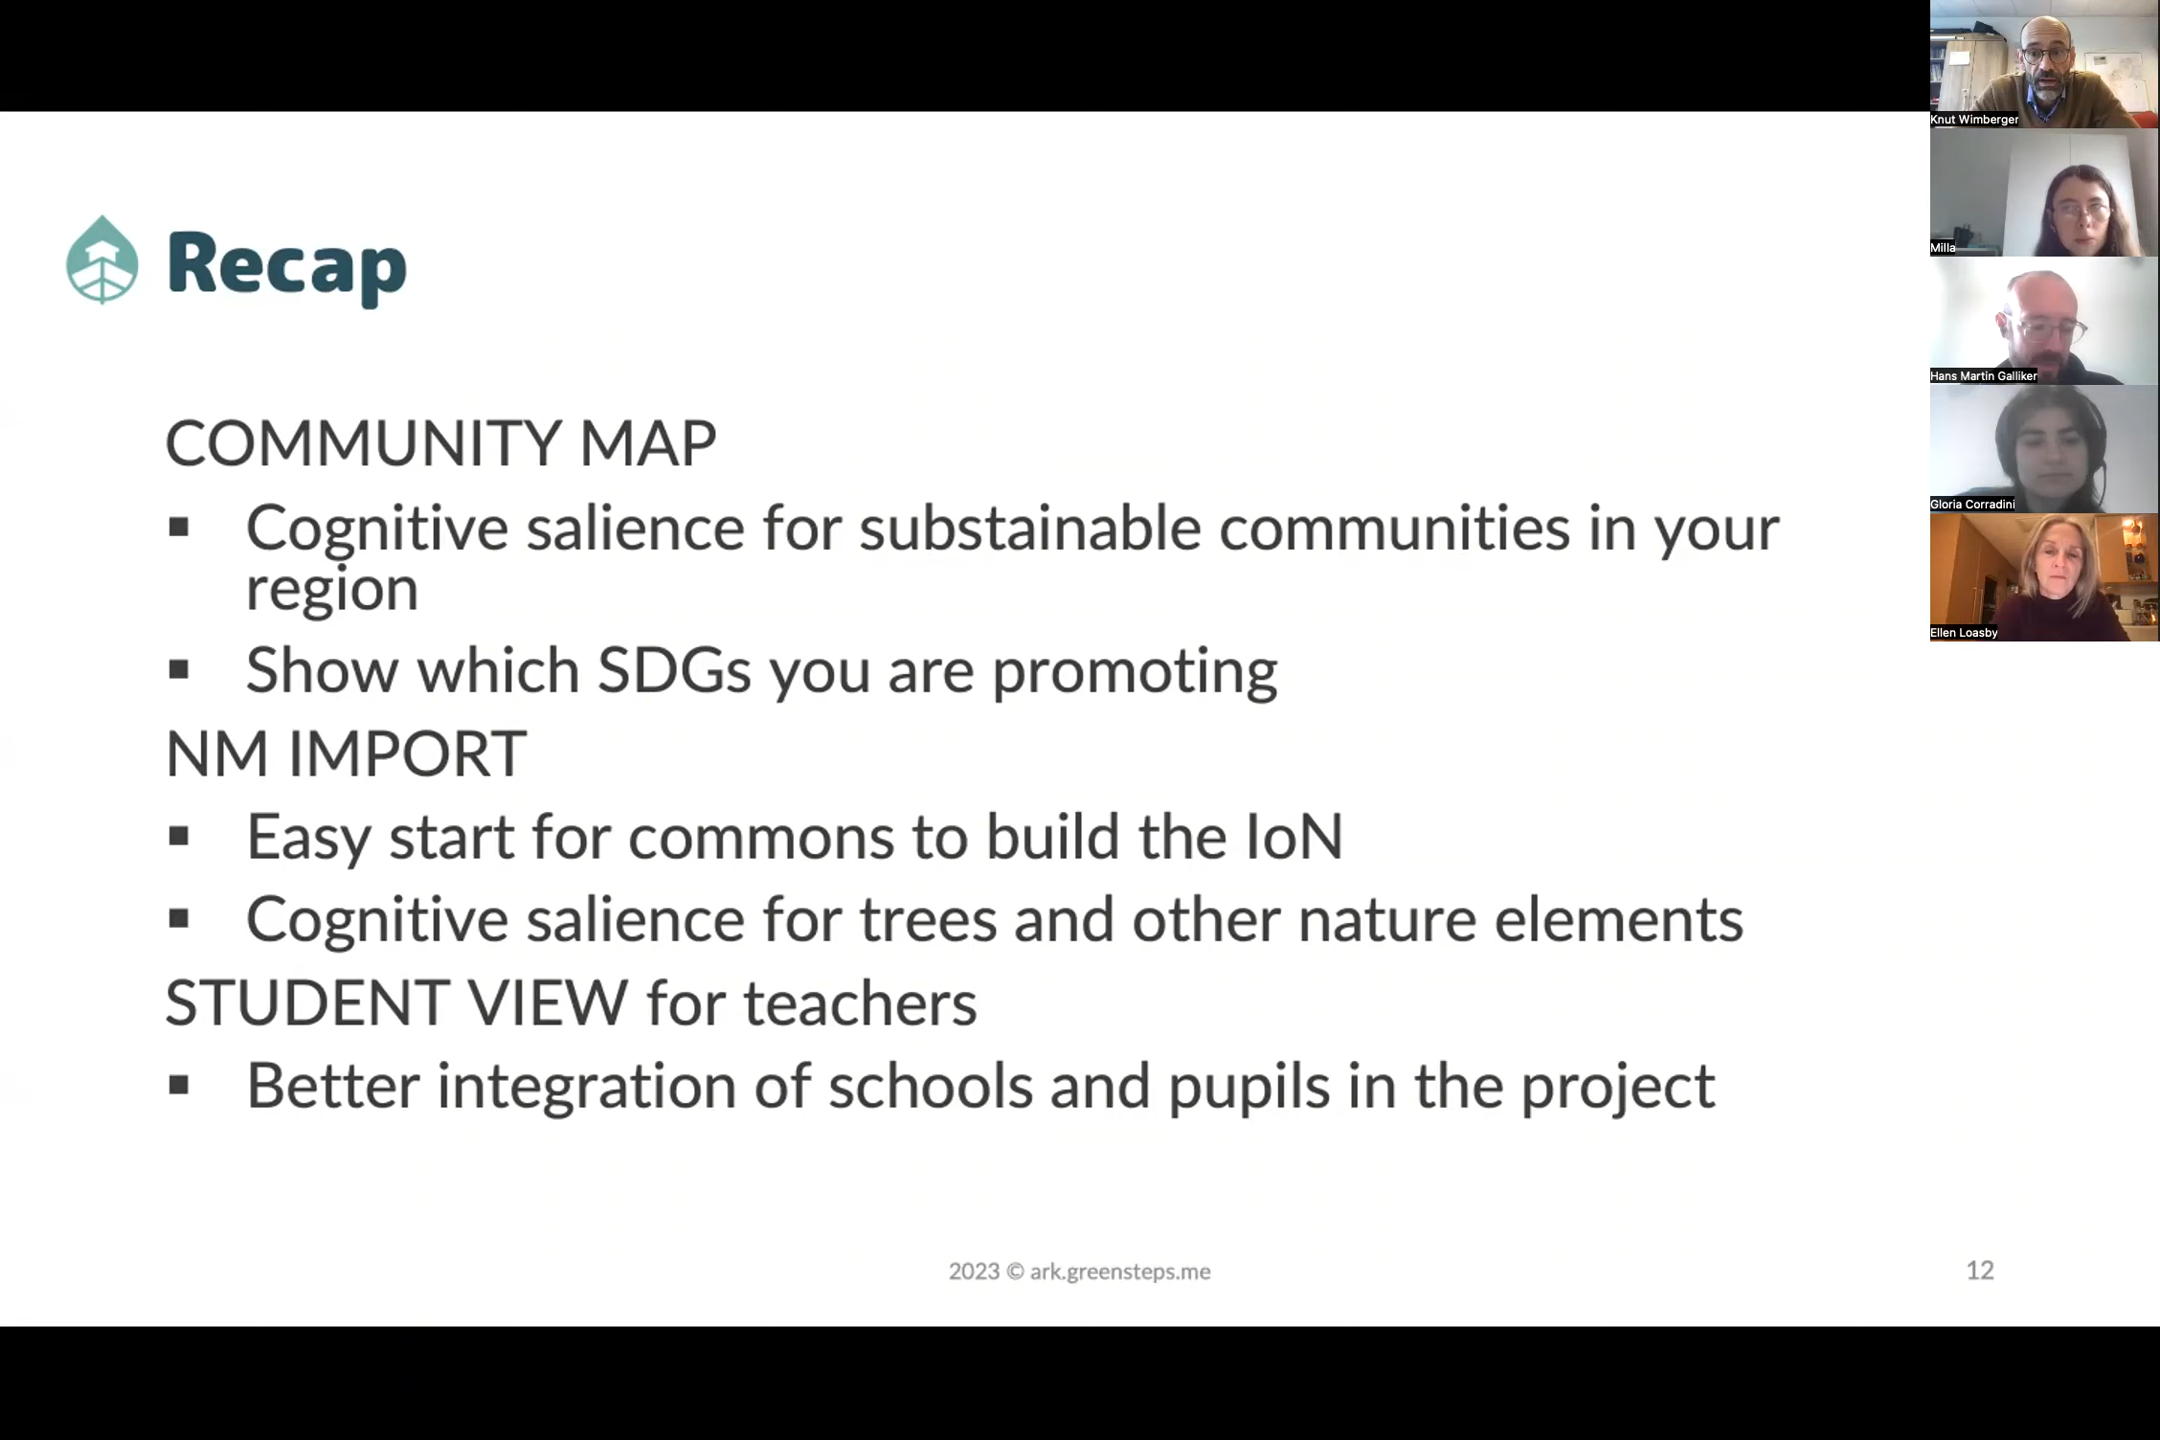 Recap
COMMUNITY MAP
▪ Cognitive salience for substainable communities in your
region
▪ Show which SDGs you are promoting
NM IMPORT
▪ Easy start for commons to build the IoN
▪ Cognitive salience for trees and other nature elements
STUDENT VIEW for teachers
▪ Better integration of schools and pupils in the project
2023 © ark.greensteps.me
12
Knut Wimberger
Milla
Hans Martin Galliker
Gloria Corradini
Ellen Loasby